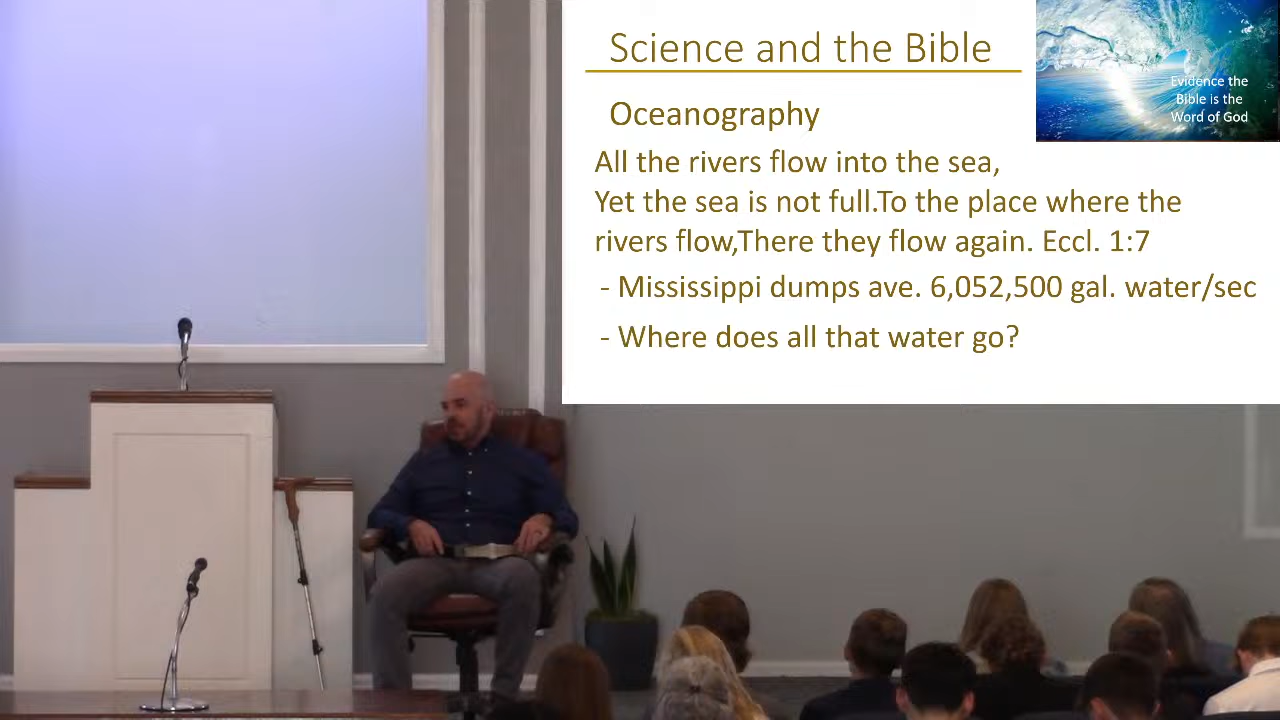 Science and the Bible
Evidence the
Bible is the
Word of God
Oceanography
All the rivers flow into the sea,
Yet the sea is not full.To the place where the
rivers flow,There they flow again. Eccl. 1:7
- Mississippi dumps ave. 6,052,500 gal. water/sec
- Where does all that water go?